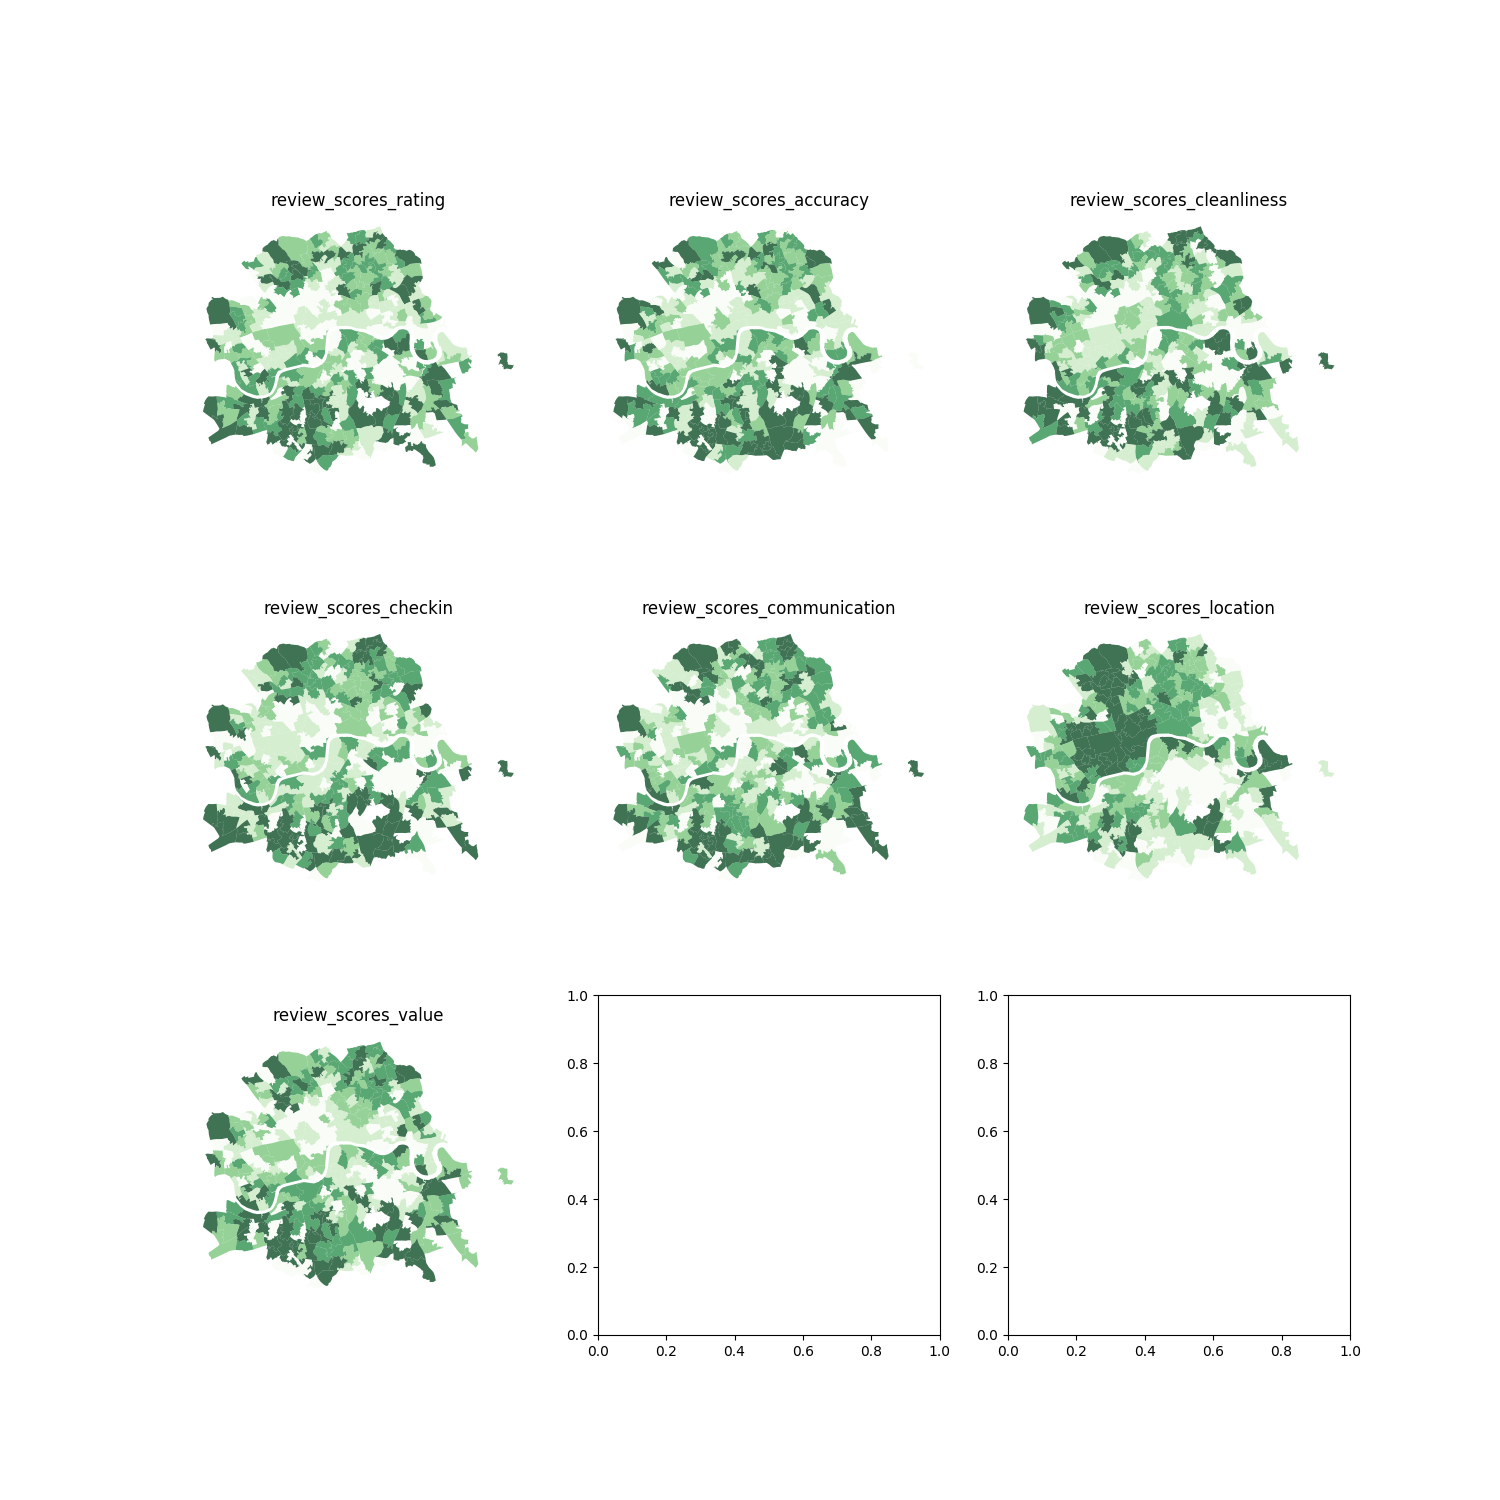 review_scores_rating
review_scores_accuracy
review_scores_cleanliness
review_scores_checkin
review_scores_communication
review_scores_location
review_scores_value
1.0
0.8
0.6
0.4
0.2
0.0
0.0 0.2 0.4 0.6 0.8 1.0
1.0
0.8
0.6
0.4
0.2
0.0
0.0 0.2 0.4 0.6 0.8 1.0